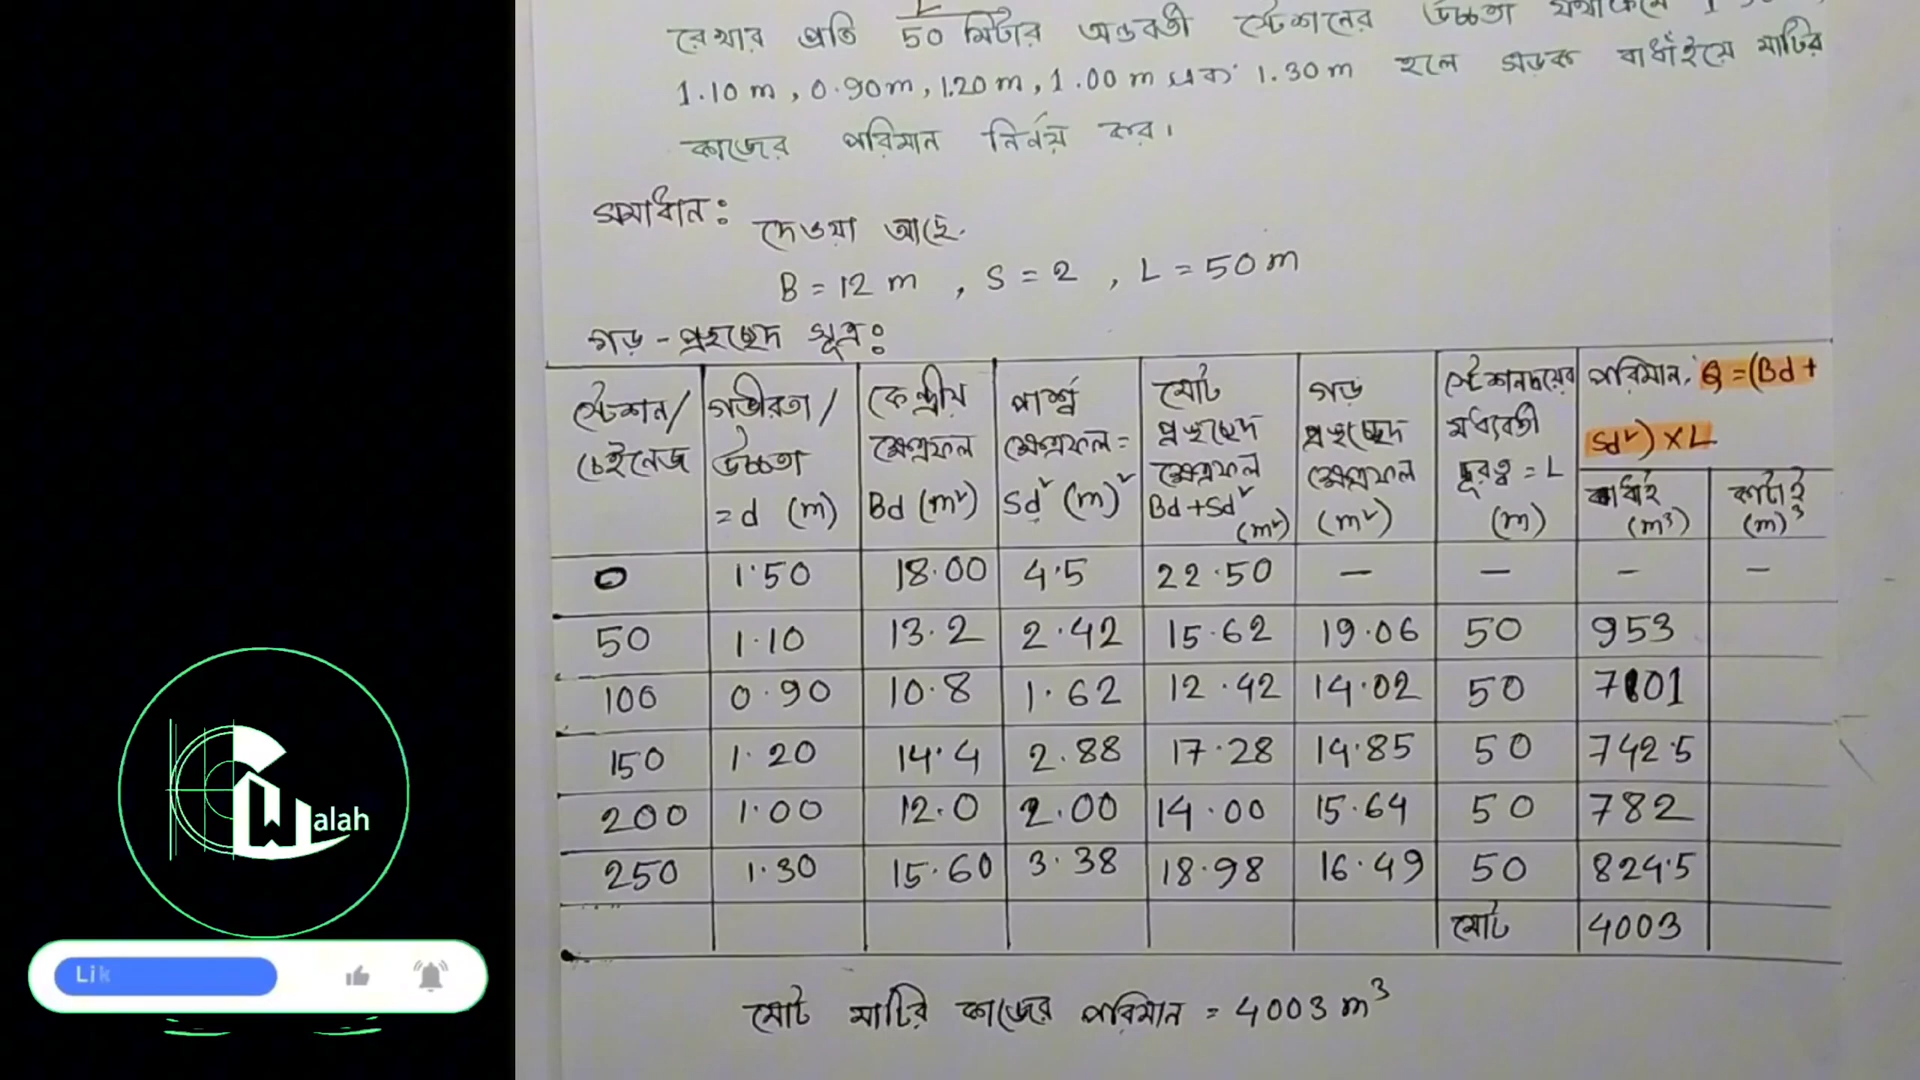 রেখার প্রতি 50 মিটার অন্তবর্তী স্টেশনের উচ্চতা যথাক্রমে
1.10 m, 0.90m, 1.20 m, 1.00 m এবং 1.30 m হলে সড়ক বাধাঁইয়ে মাটির
কাজের পরিমান নির্নয় কর।
সমাধান:
দেওয়া আছে.
B = 12 m , S = 2 , L = 50 m
গড় - প্রস্থচ্ছেদ সূত্র:
স্টেশন/ চেইনেজ | গভীরতা/ উচ্চতা = d (m) | কেন্দ্রীয় ক্ষেত্রফল Bd (m²) | পার্শ্ব ক্ষেত্রফল = Sd² (m)² | মোট প্রস্থচ্ছেদ ক্ষেত্রফল Bd + Sd² (m²) | গড় প্রস্থচ্ছেদ ক্ষেত্রফল (m²) | স্টেশনদ্বয়ের মধ্যবর্তী দূরত্ব = L (m) | পরিমান, Q = (Bd + Sd²) × L
বাধাঁই (m³) | কাটাই (m)³
0 | 1.50 | 18.00 | 4.5 | 22.50 | — | — | — | —
50 | 1.10 | 13.2 | 2.42 | 15.62 | 19.06 | 50 | 953
100 | 0.90 | 10.8 | 1.62 | 12.42 | 14.02 | 50 | 701
150 | 1.20 | 14.4 | 2.88 | 17.28 | 14.85 | 50 | 742.5
200 | 1.00 | 12.0 | 2.00 | 14.00 | 15.64 | 50 | 782
250 | 1.30 | 15.60 | 3.38 | 18.98 | 16.49 | 50 | 824.5
মোট | 4003
মোট মাটির কাজের পরিমান = 4003 m³
Walah
Lik